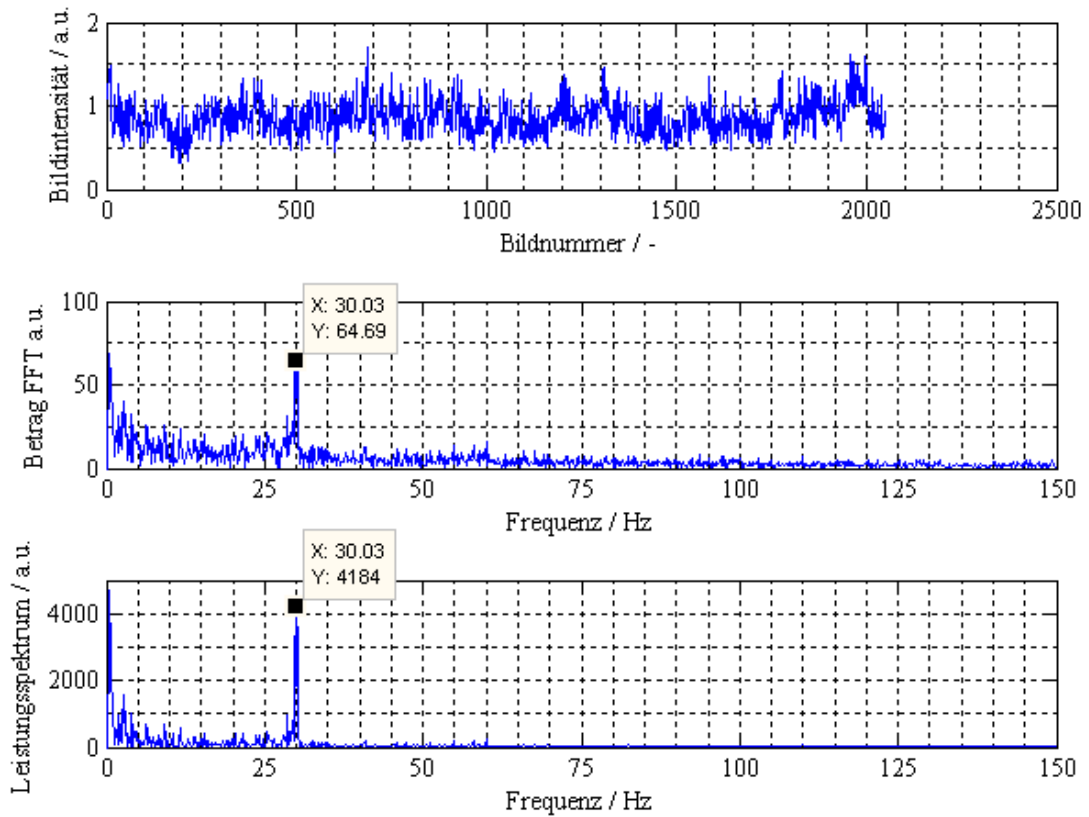 2
1
0
Bildintensität / a.u.
0 500 1000 1500 2000 2500
Bildnummer / -
100
50
0
Betrag FFT a.u.
X: 30.03
Y: 64.69
0 25 50 75 100 125 150
Frequenz / Hz
4000
2000
0
Leistungsspektrum / a.u.
X: 30.03
Y: 4184
0 25 50 75 100 125 150
Frequenz / Hz